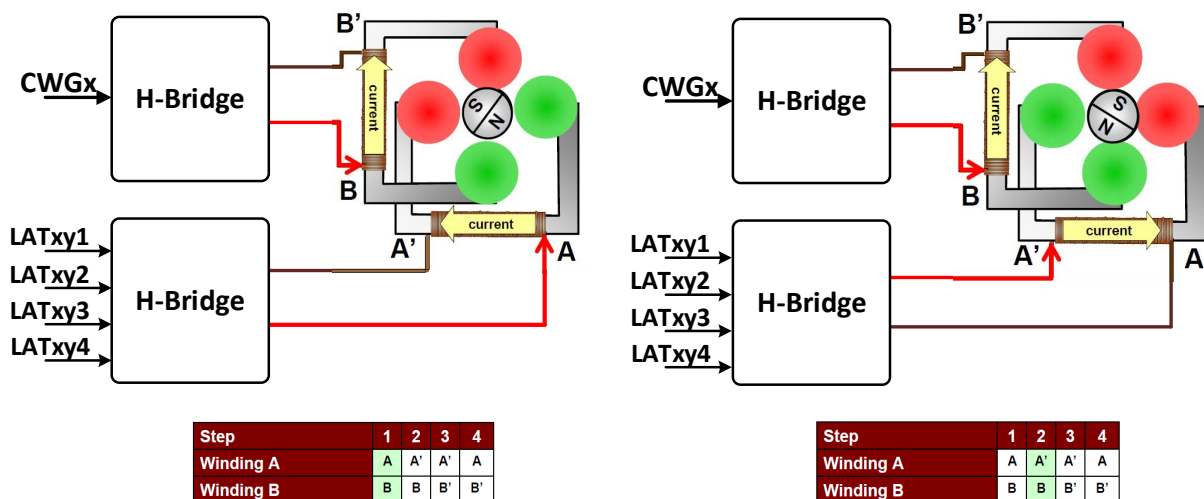 B'
CWGx
H-Bridge
current
S
N
B
current
A'
A
LATxy1
LATxy2
LATxy3
LATxy4
H-Bridge
Step 1 2 3 4
Winding A A A' A' A
Winding B B B B' B'
B'
CWGx
H-Bridge
current
S
N
B
current
A'
A
LATxy1
LATxy2
LATxy3
LATxy4
H-Bridge
Step 1 2 3 4
Winding A A A' A' A
Winding B B B B' B'